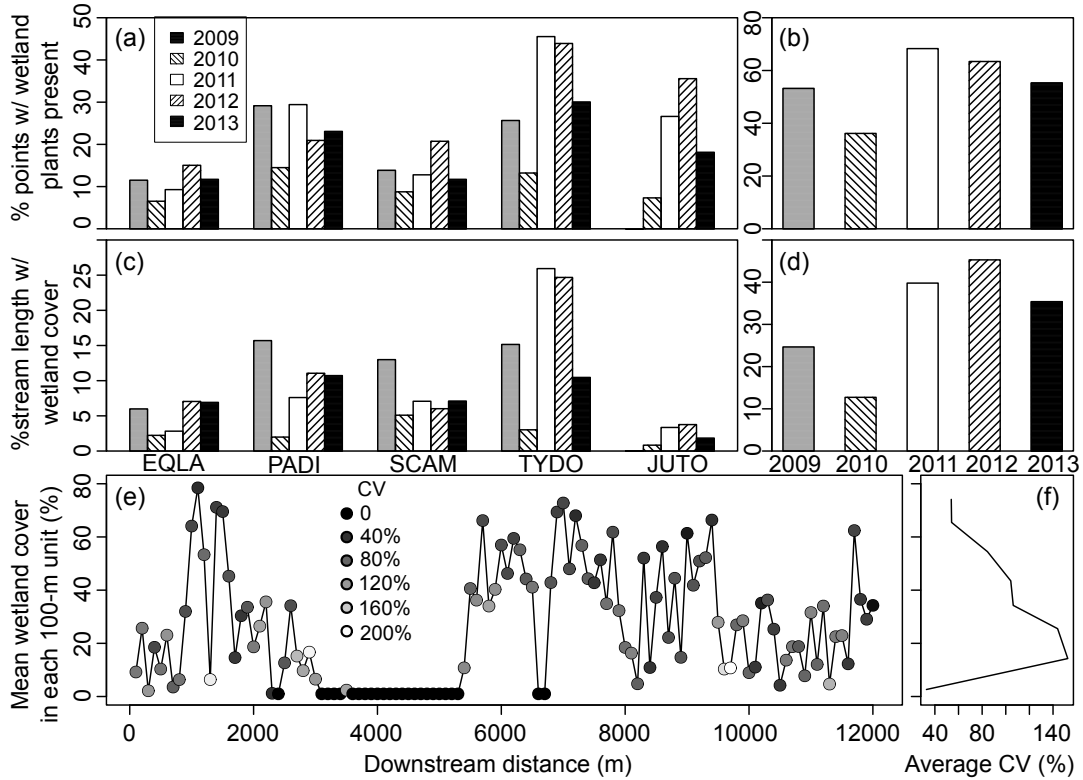 % points w/ wetland
plants present
50
40
30
20
10
0
(a)
2009
2010
2011
2012
2013
(b)
80
60
40
20
0
%stream length w/
wetland cover
25
20
15
10
5
0
(c)
EQLA PADI SCAM TYDO JUTO
(d)
40
30
20
10
0
2009 2010 2011 2012 2013
Mean wetland cover
in each 100-m unit (%)
80
60
40
20
0
(e)
CV
0
40%
80%
120%
160%
200%
0 2000 4000 6000 8000 10000 12000
Downstream distance (m)
(f)
40 80 140
Average CV (%)